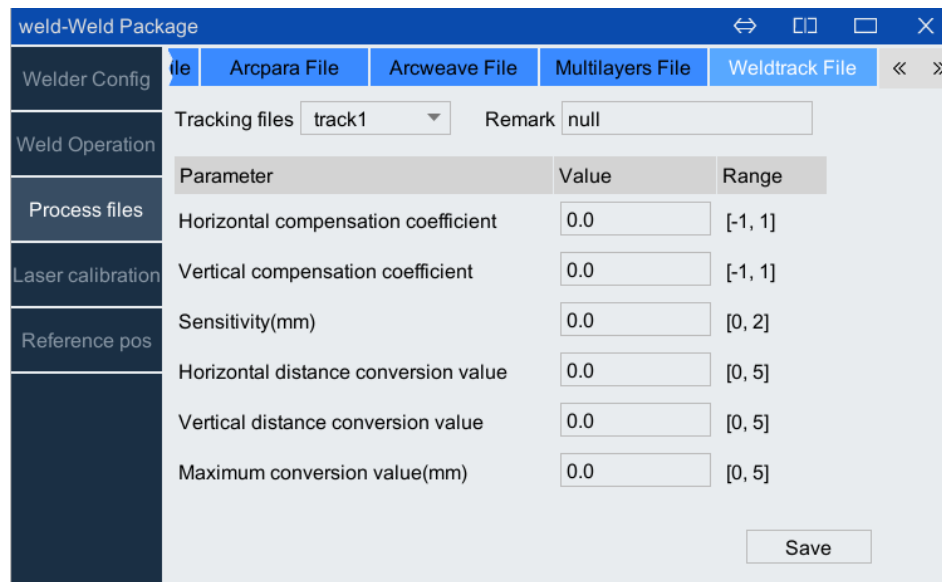 weld-Weld Package
Welder Config
Weld Operation
Process files
Laser calibration
Reference pos
Arcpara File Arcweave File Multilayers File Weldtrack File « »
Tracking files track1 Remark null
Parameter Value Range
Horizontal compensation coefficient 0.0 [-1, 1]
Vertical compensation coefficient 0.0 [-1, 1]
Sensitivity(mm) 0.0 [0, 2]
Horizontal distance conversion value 0.0 [0, 5]
Vertical distance conversion value 0.0 [0, 5]
Maximum conversion value(mm) 0.0 [0, 5]
Save